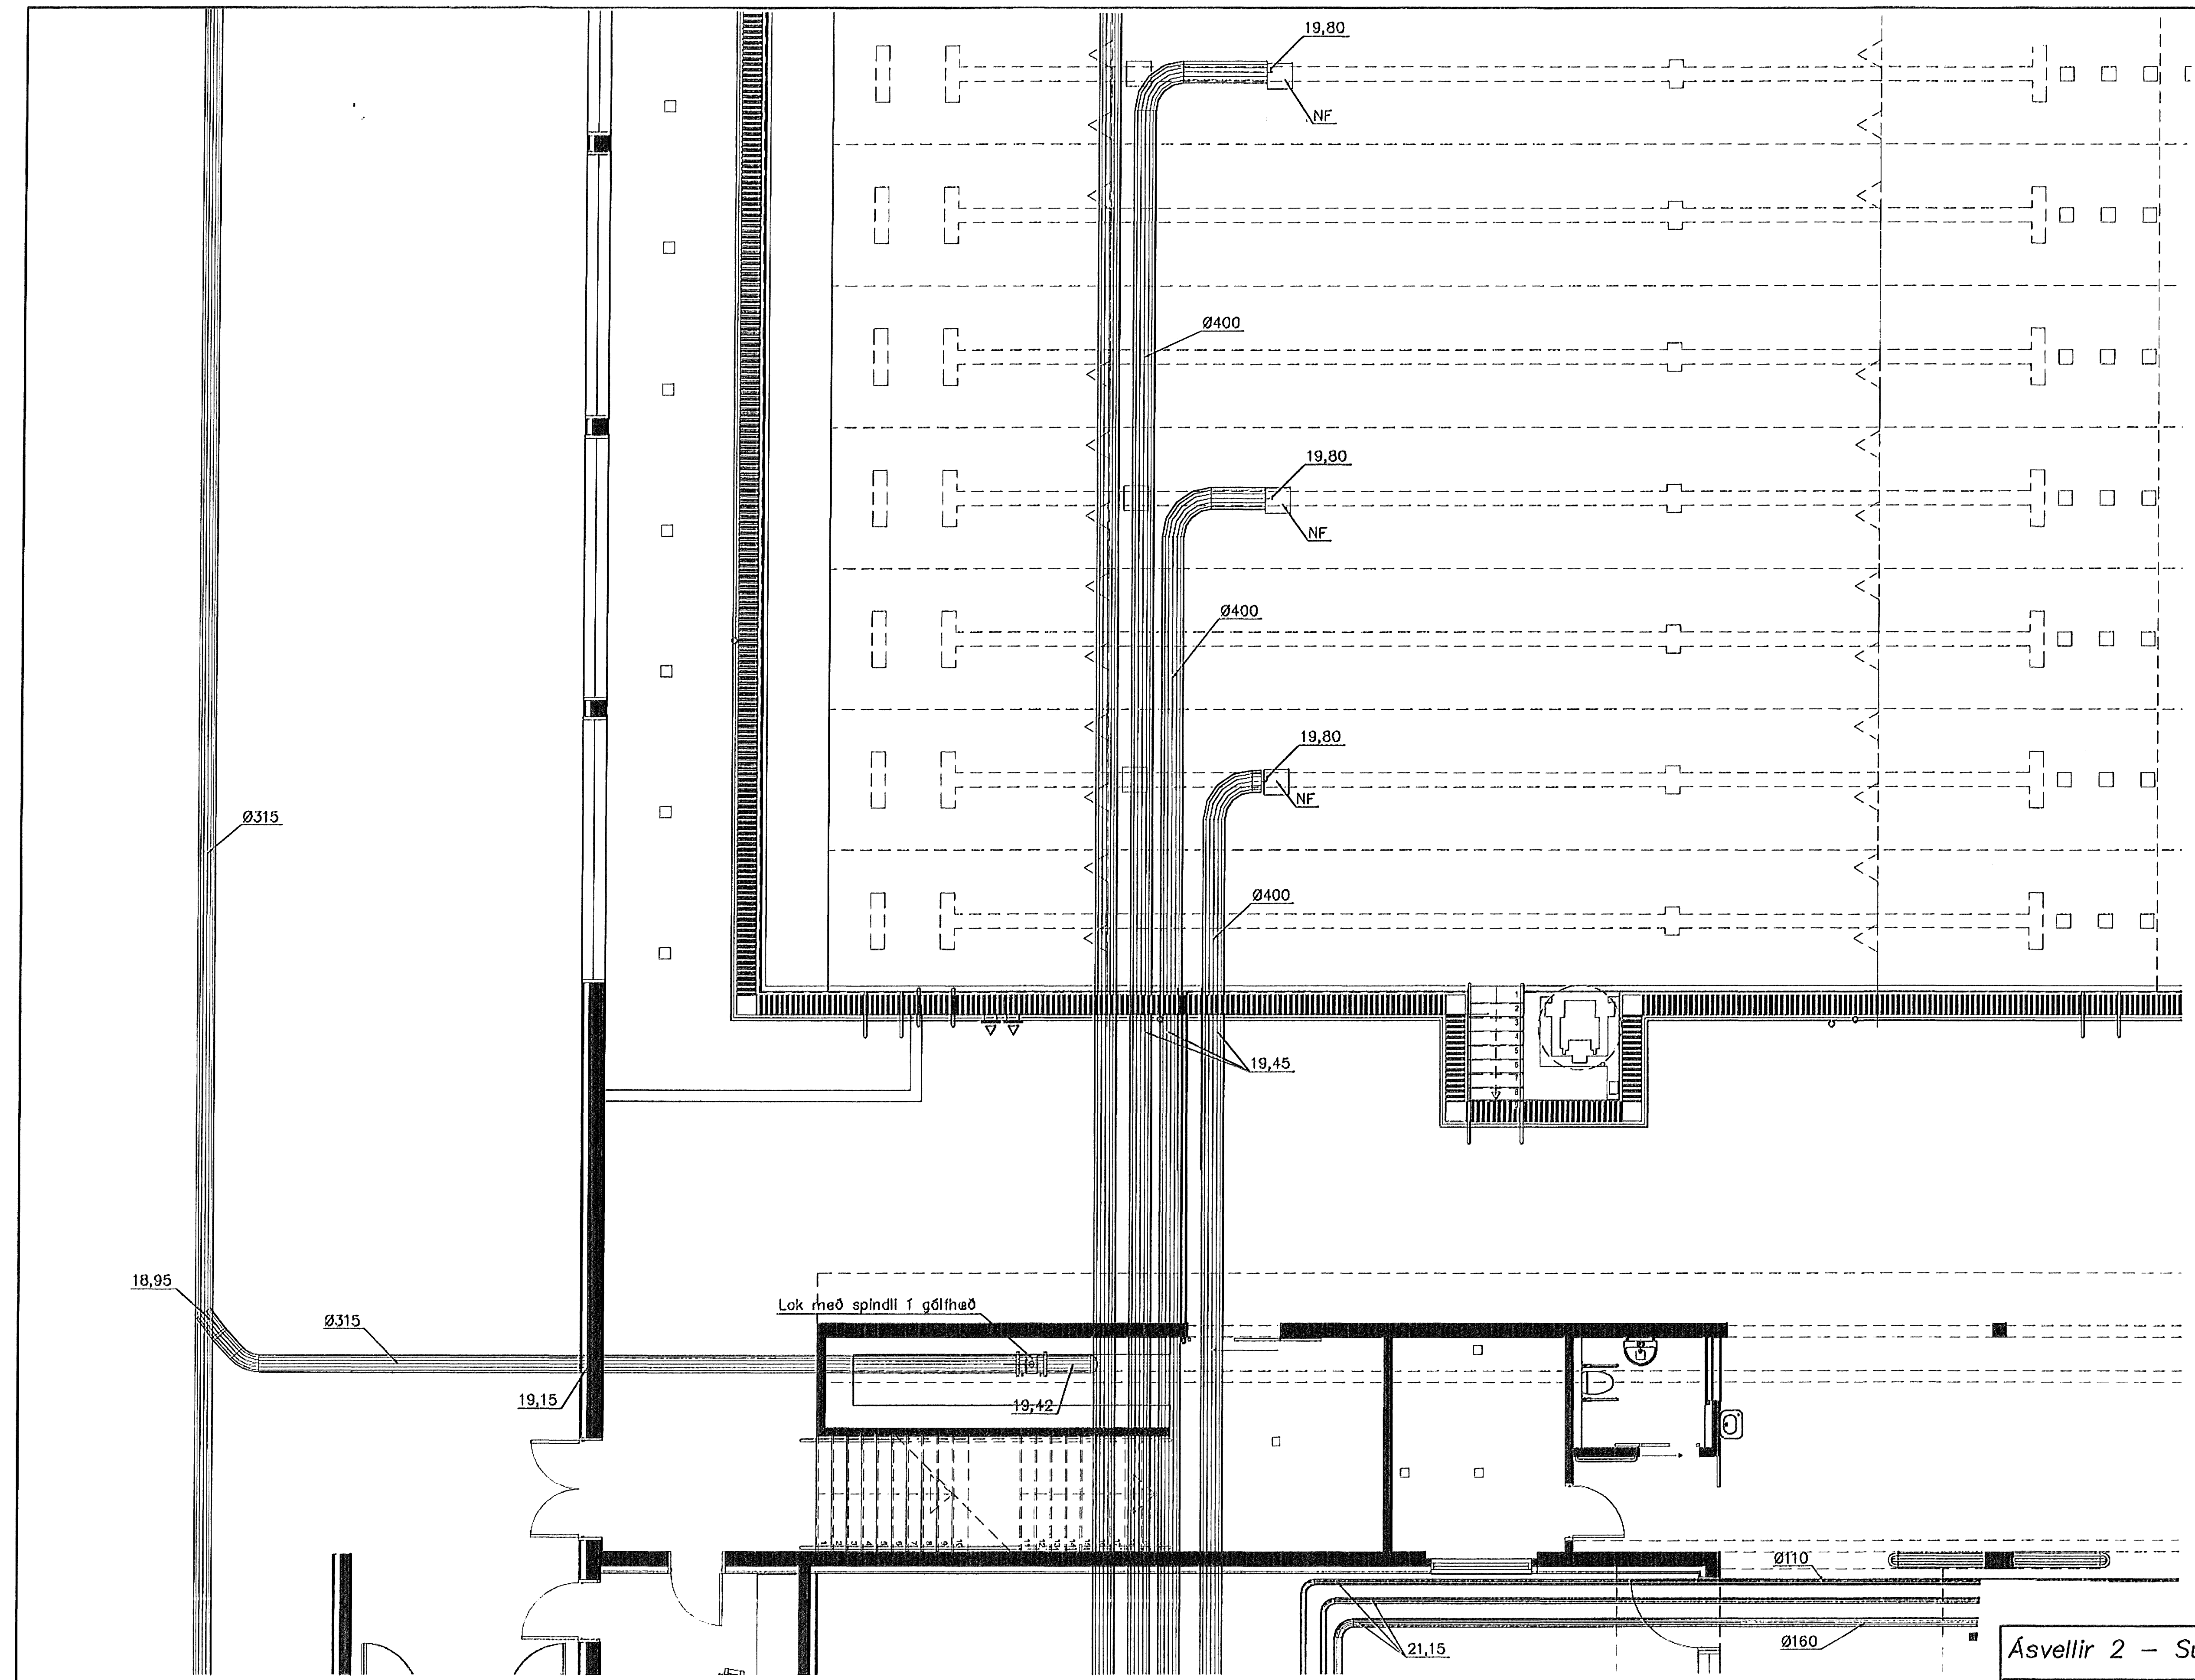 19,80
NF
Ø400
19,80
NF
Ø400
19,80
NF
Ø315
Ø400
19,45
18,95
Lok með spindli í gólfhæð
Ø315
19,15
19,42
Ø110
21,15
Ø160
Ásvellir 2 – Su